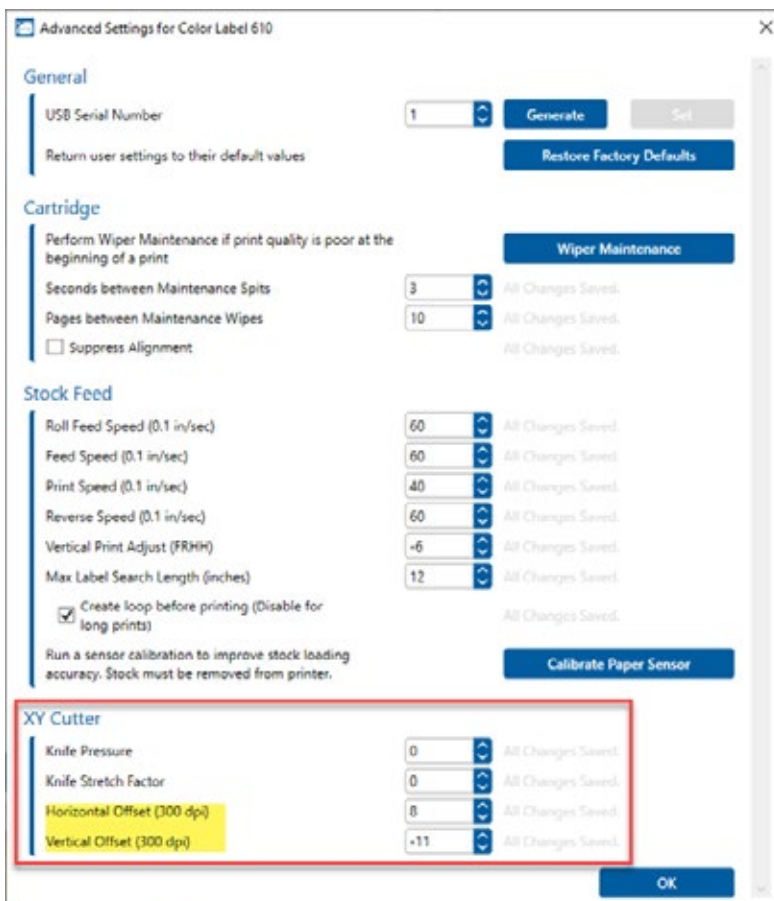 Advanced Settings for Color Label 610
General
USB Serial Number 1 Generate Set
Return user settings to their default values Restore Factory Defaults
Cartridge
Perform Wiper Maintenance if print quality is poor at the
beginning of a print
Wiper Maintenance
Seconds between Maintenance Spits 3 All Changes Saved.
Pages between Maintenance Wipes 10 All Changes Saved.
Suppress Alignment All Changes Saved.
Stock Feed
Roll Feed Speed (0.1 in/sec) 60 All Changes Saved.
Feed Speed (0.1 in/sec) 60 All Changes Saved.
Print Speed (0.1 in/sec) 40 All Changes Saved.
Reverse Speed (0.1 in/sec) 60 All Changes Saved.
Vertical Print Adjust (FRHH) -6 All Changes Saved.
Max Label Search Length (inches) 12 All Changes Saved.
Create loop before printing (Disable for
long prints)
All Changes Saved.
Run a sensor calibration to improve stock loading
accuracy. Stock must be removed from printer.
Calibrate Paper Sensor
XY Cutter
Knife Pressure 0 All Changes Saved.
Knife Stretch Factor 0 All Changes Saved.
Horizontal Offset (300 dpi) 8 All Changes Saved.
Vertical Offset (300 dpi) -11 All Changes Saved.
OK